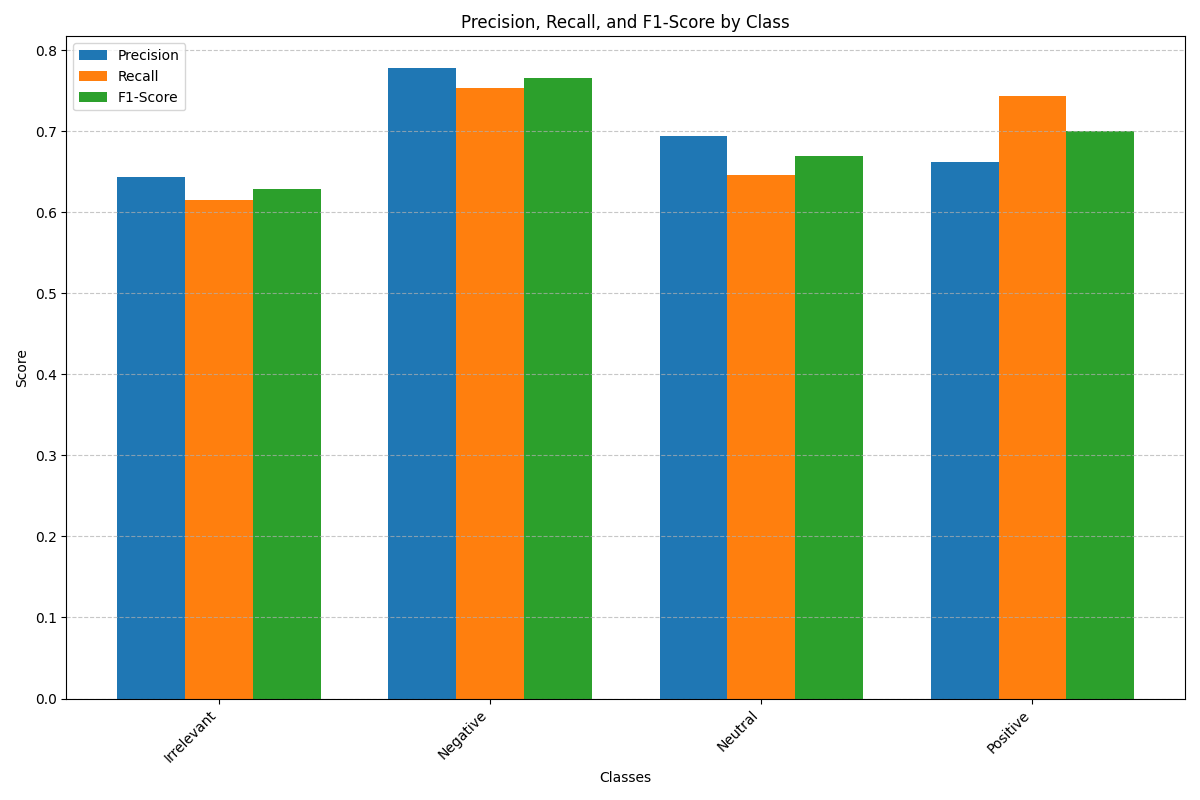 Precision, Recall, and F1-Score by Class
Precision
Recall
F1-Score
0.8
0.7
0.6
0.5
0.4
0.3
0.2
0.1
0.0
Score
Irrelevant
Negative
Neutral
Positive
Classes